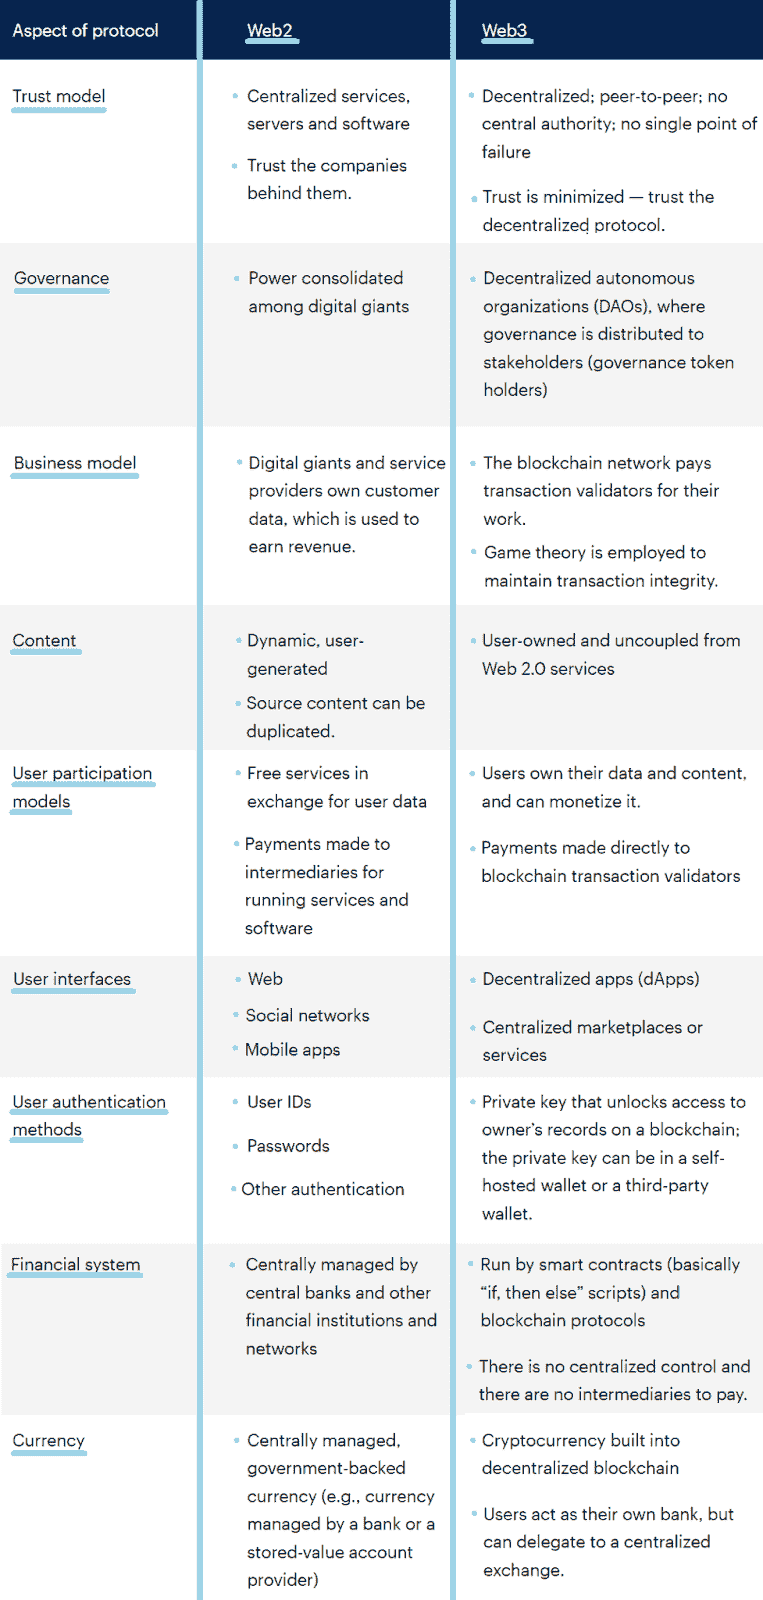 Aspect of protocol
Web2
Web3
Trust model
• Centralized services,
servers and software
• Trust the companies
behind them.
• Decentralized; peer-to-peer; no
central authority; no single point of
failure
• Trust is minimized — trust the
decentralized protocol.
Governance
• Power consolidated
among digital giants
• Decentralized autonomous
organizations (DAOs), where
governance is distributed to
stakeholders (governance token
holders)
Business model
• Digital giants and service
providers own customer
data, which is used to
earn revenue.
• The blockchain network pays
transaction validators for their
work.
• Game theory is employed to
maintain transaction integrity.
Content
• Dynamic, user-
generated
• Source content can be
duplicated.
• User-owned and uncoupled from
Web 2.0 services
User participation
models
• Free services in
exchange for user data
• Payments made to
intermediaries for
running services and
software
• Users own their data and content,
and can monetize it.
• Payments made directly to
blockchain transaction validators
User interfaces
• Web
• Social networks
• Mobile apps
• Decentralized apps (dApps)
• Centralized marketplaces or
services
User authentication
methods
• User IDs
• Passwords
• Other authentication
• Private key that unlocks access to
owner's records on a blockchain;
the private key can be in a self-
hosted wallet or a third-party
wallet.
Financial system
• Centrally managed by
central banks and other
financial institutions and
networks
• Run by smart contracts (basically
“if, then else” scripts) and
blockchain protocols
• There is no centralized control and
there are no intermediaries to pay.
Currency
• Centrally managed,
government-backed
currency (e.g., currency
managed by a bank or a
stored-value account
provider)
• Cryptocurrency built into
decentralized blockchain
• Users act as their own bank, but
can delegate to a centralized
exchange.